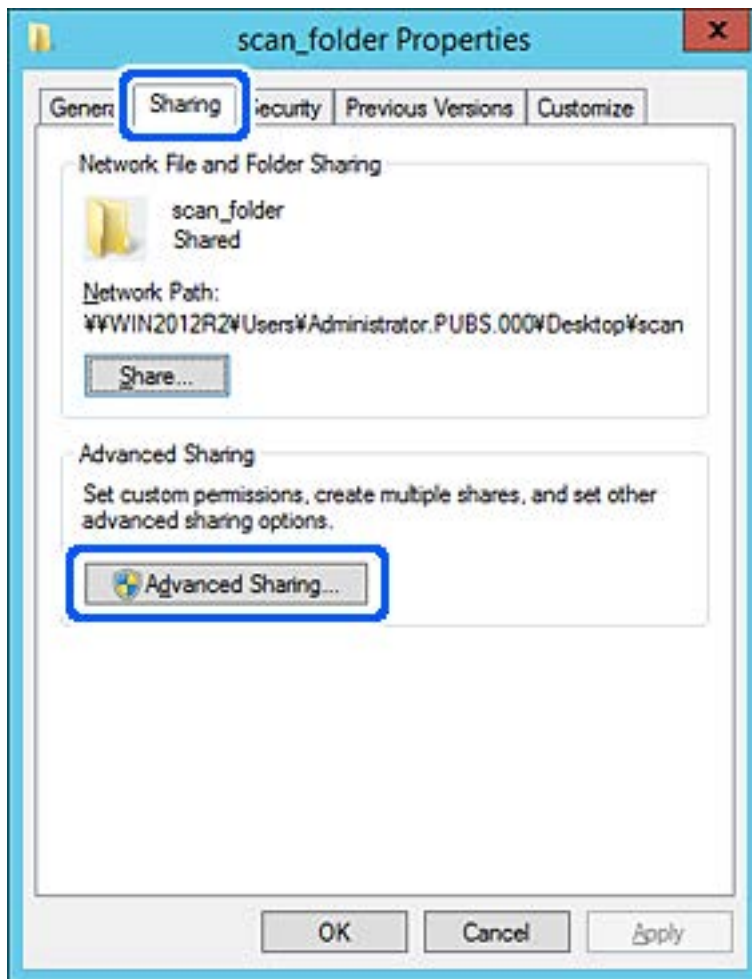 scan_folder Properties
x
Sharing Previous Versions Customize
Network File and Folder Sharing
scan_folder
Shared
Network Path:
¥¥WIN2012R2¥Users¥Administrator.PUBS.000¥Desktop¥scan
Share...
Advanced Sharing
Set custom permissions, create multiple shares, and set other
advanced sharing options.
Advanced Sharing...
OK Cancel Apply